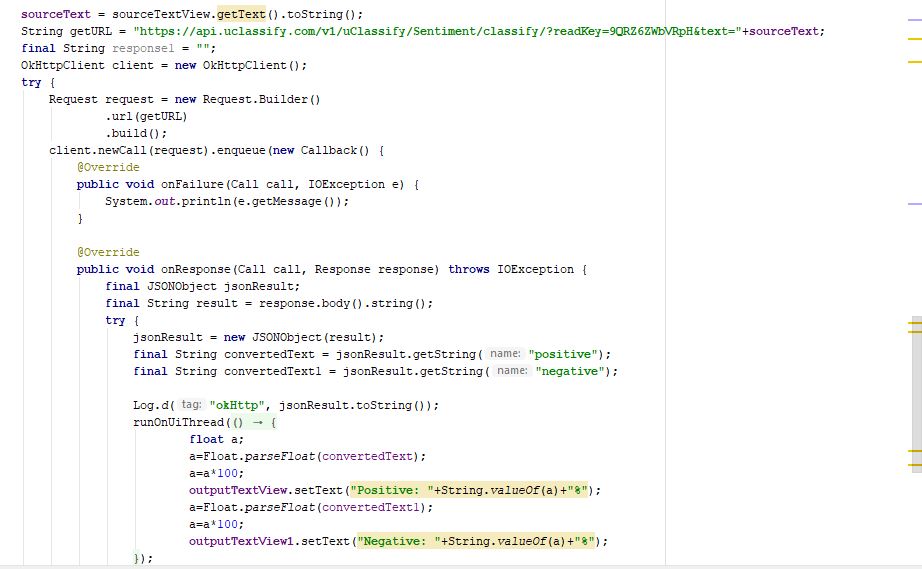 sourceText = sourceTextView.getText().toString();
String getURL = "https://api.uclassify.com/v1/uClassify/Sentiment/classify/?readKey=9QRZ6ZWbVRpH&text="+sourceText;
final String response1 = "";
OkHttpClient client = new OkHttpClient();
try {
Request request = new Request.Builder()
.url(getURL)
.build();
client.newCall(request).enqueue(new Callback() {
@Override
public void onFailure(Call call, IOException e) {
System.out.println(e.getMessage());
}
@Override
public void onResponse(Call call, Response response) throws IOException {
final JSONObject jsonResult;
final String result = response.body().string();
try {
jsonResult = new JSONObject(result);
final String convertedText = jsonResult.getString( name: "positive");
final String convertedText1 = jsonResult.getString( name: "negative");
Log.d( tag: "okHttp", jsonResult.toString());
runOnUiThread(() → {
float a;
a=Float.parseFloat(convertedText);
a=a*100;
outputTextView.setText("Positive: "+String.valueOf(a)+"%");
a=Float.parseFloat(convertedText1);
a=a*100;
outputTextView1.setText("Negative: "+String.valueOf(a)+"%");
});